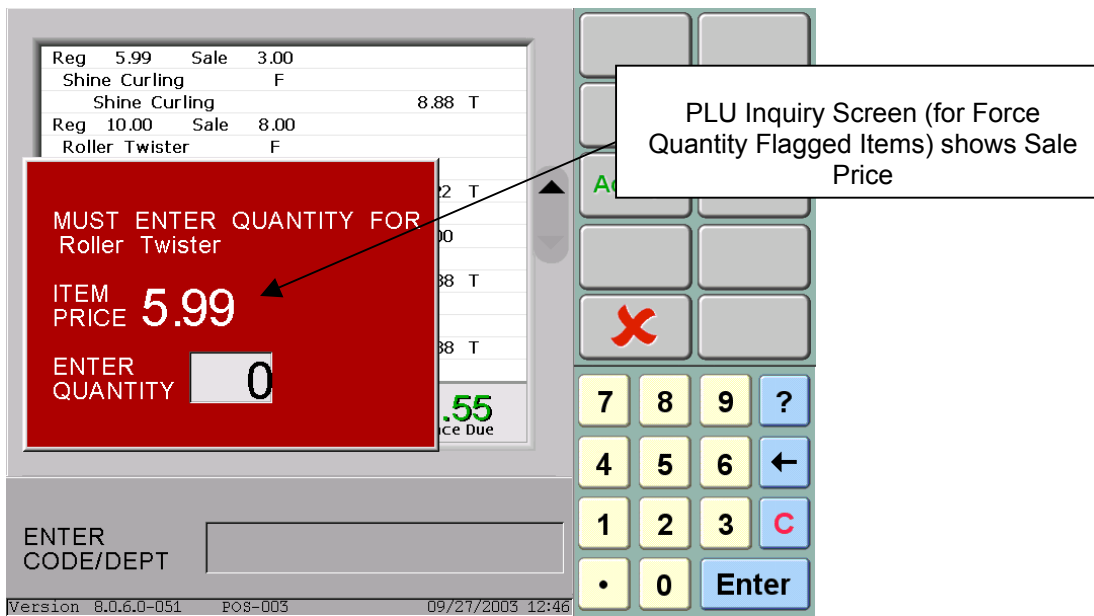 Reg 5.99 Sale 3.00
Shine Curling F
Shine Curling 8.88 T
Reg 10.00 Sale 8.00
Roller Twister F
T
MUST ENTER QUANTITY FOR
Roller Twister
ITEM
PRICE 5.99
ENTER
QUANTITY 0
T
T
.55
Due
ENTER
CODE/DEPT
Version 8.0.6.0-051 POS-003 09/27/2003 12:46
PLU Inquiry Screen (for Force
Quantity Flagged Items) shows Sale
Price
7 8 9 ?
4 5 6 ←
1 2 3 C
. 0 Enter